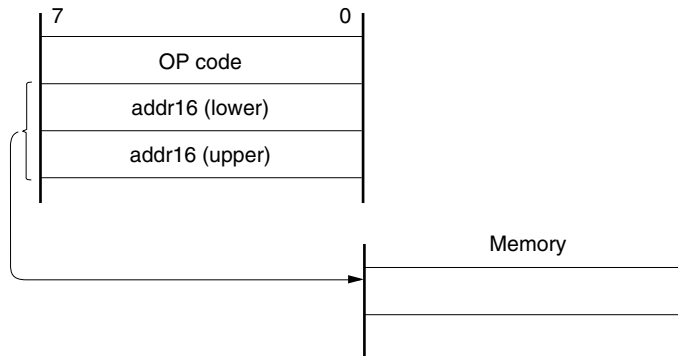 7 0
OP code
addr16 (lower)
addr16 (upper)
Memory